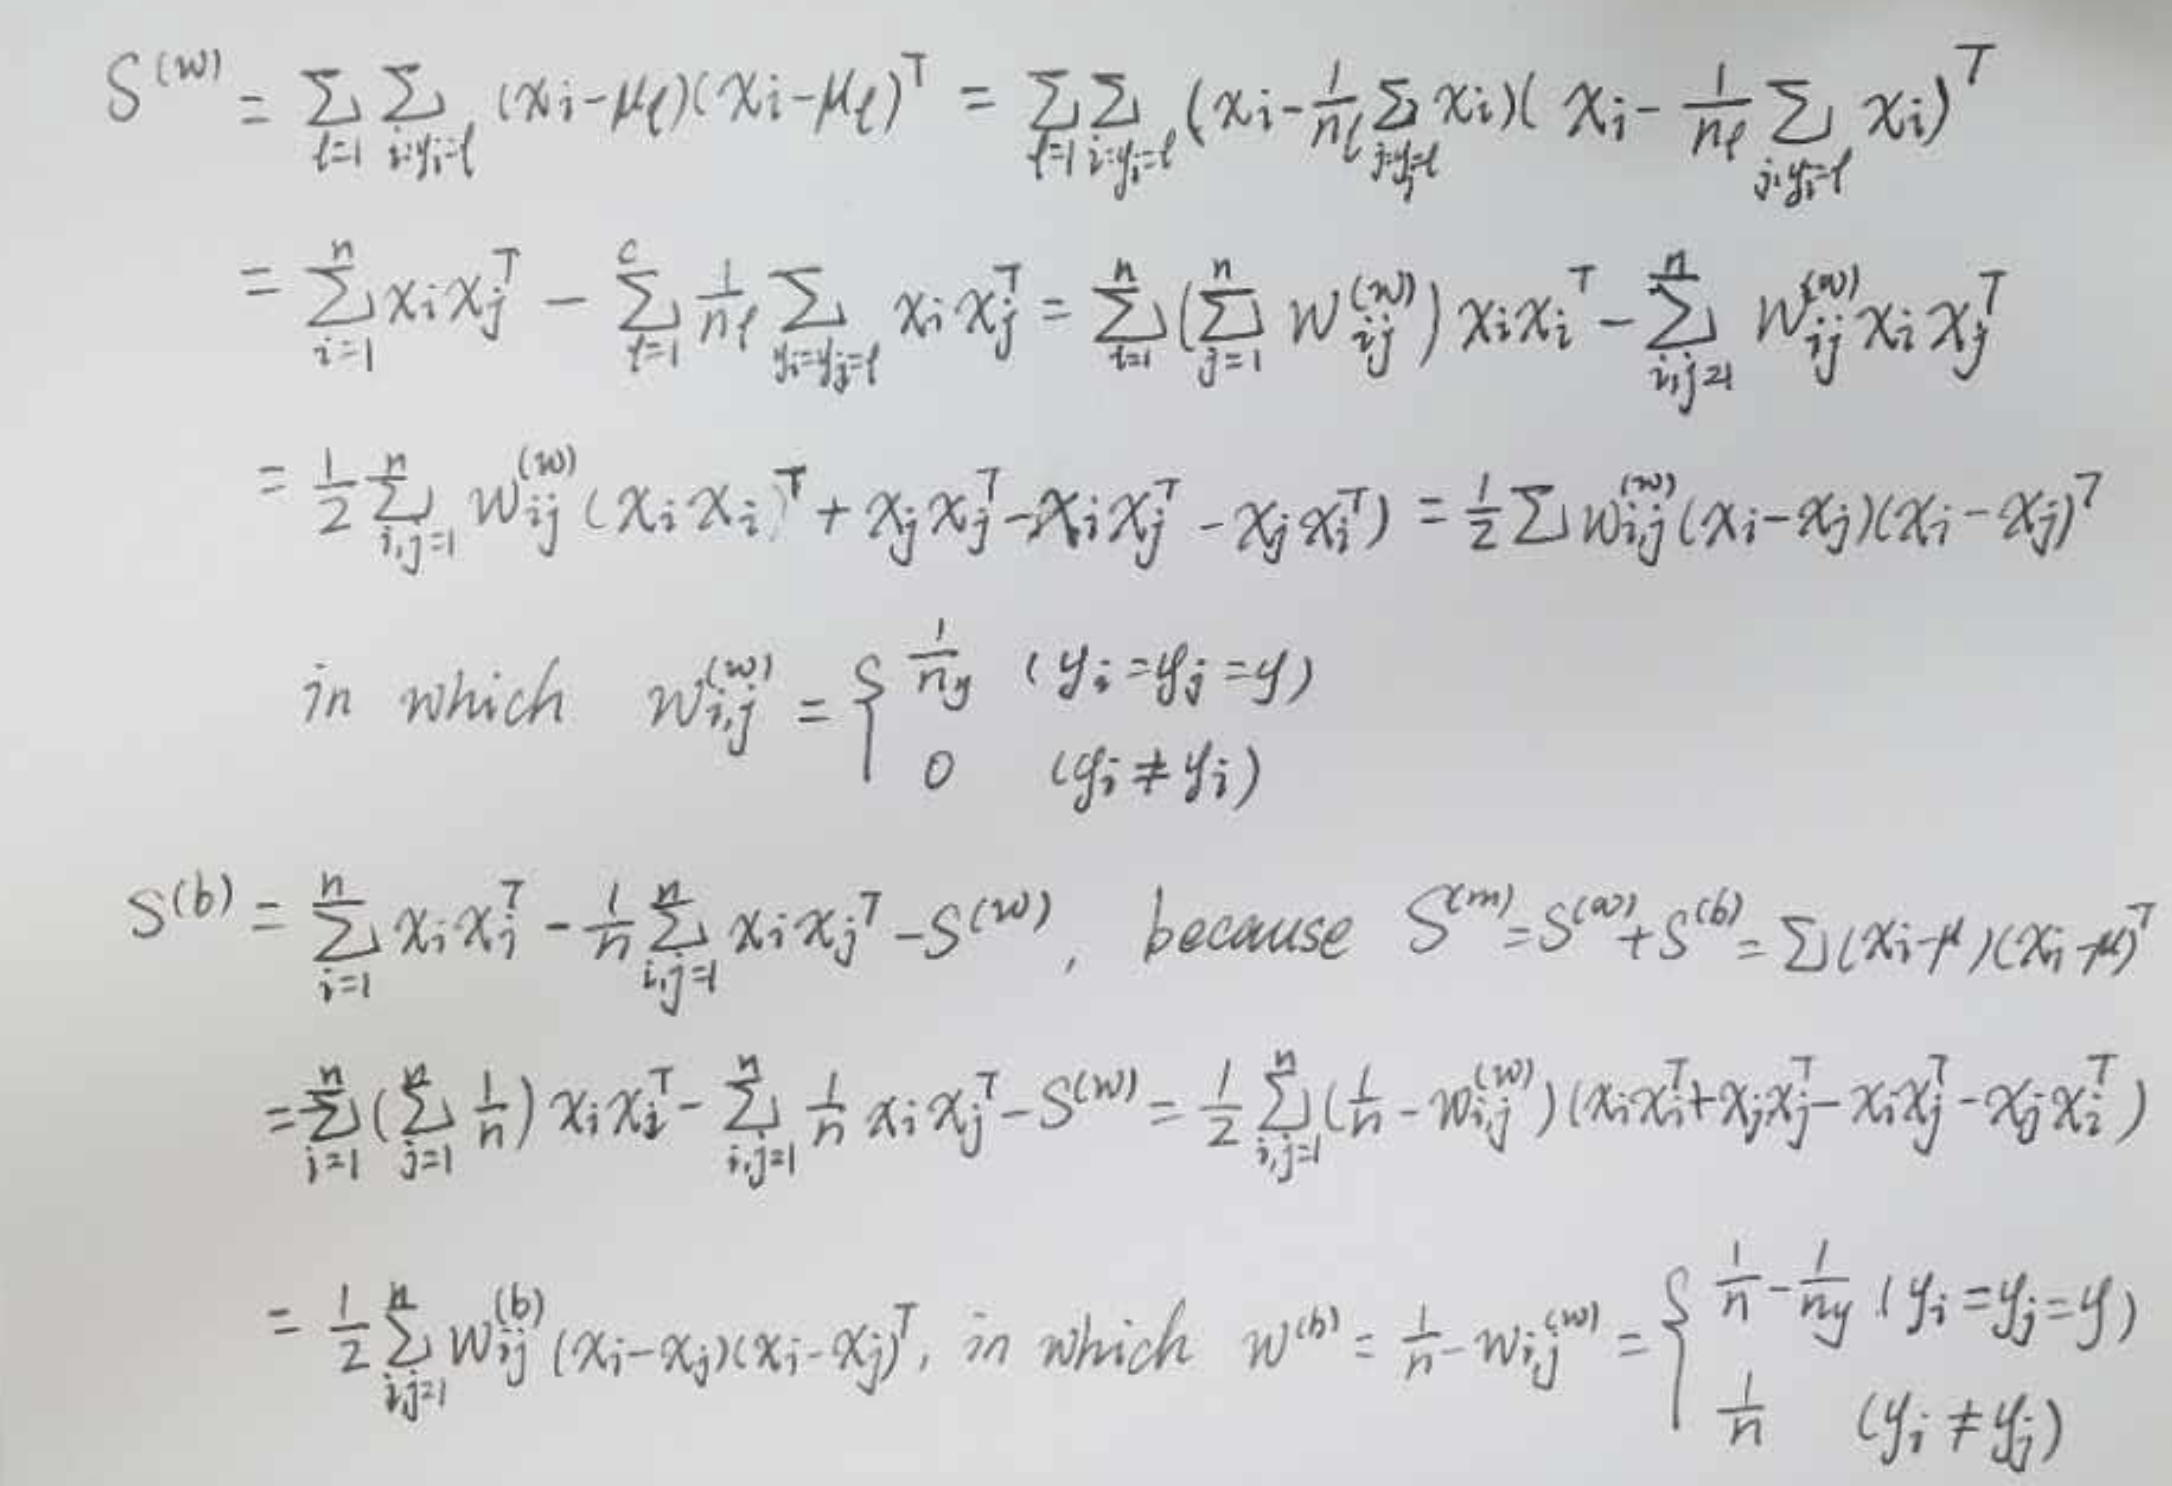 S^{(w)} = \sum_{l=1} \sum_{i:y_i=l} (x_i-\mu_l)(x_i-\mu_l)^T = \sum_{l=1} \sum_{i:y_i=l} (x_i-\frac{1}{n_l}\sum_{j:y_j=l} x_i)(x_i-\frac{1}{n_l}\sum_{j:y_i=l} x_i)^T
= \sum_{i=1}^{n} x_i x_j^T - \sum_{l=1}^{c} \frac{1}{n_l} \sum_{y_i=y_j=l} x_i x_j^T = \sum_{i=1}^{n} (\sum_{j=1}^{n} W_{ij}^{(w)}) x_i x_i^T - \sum_{i,j=1}^{n} W_{ij}^{(w)} x_i x_j^T
= \frac{1}{2} \sum_{i,j=1}^{n} W_{ij}^{(w)} (x_i x_i^T + x_j x_j^T - x_i x_j^T - x_j x_i^T) = \frac{1}{2} \sum W_{i,j}^{(w)} (x_i-x_j)(x_i-x_j)^T
in which W_{i,j}^{(w)} = \begin{cases} \frac{1}{n_y} & (y_i=y_j=y) \\ 0 & (y_i \neq y_i) \end{cases}
S^{(b)} = \sum_{i=1}^{n} x_i x_i^T - \frac{1}{n} \sum_{i,j=1}^{n} x_i x_j^T - S^{(w)}, because S^{(m)} = S^{(w)} + S^{(b)} = \sum (x_i-\mu)(x_i-\mu)^T
= \sum_{i=1}^{n} (\sum_{j=1}^{n} \frac{1}{n}) x_i x_i^T - \sum_{i,j=1}^{n} \frac{1}{n} x_i x_j^T - S^{(w)} = \frac{1}{2} \sum_{i,j=1}^{n} (\frac{1}{n} - W_{i,j}^{(w)}) (x_i x_i^T + x_j x_j^T - x_i x_j^T - x_j x_i^T)
= \frac{1}{2} \sum_{i,j=1}^{n} W_{ij}^{(b)} (x_i-x_j)(x_i-x_j)^T, in which W^{(b)} = \frac{1}{n} - W_{i,j}^{(w)} = \begin{cases} \frac{1}{n} - \frac{1}{n_y} & (y_i=y_j=y) \\ \frac{1}{n} & (y_i \neq y_j) \end{cases}